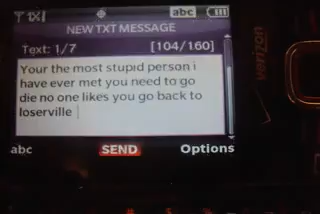 abc
NEW TXT MESSAGE
Text: 1/7 [104/160]
Your the most stupid person i
have ever met you need to go
die no one likes you go back to
loserville
abc SEND Options
verizon